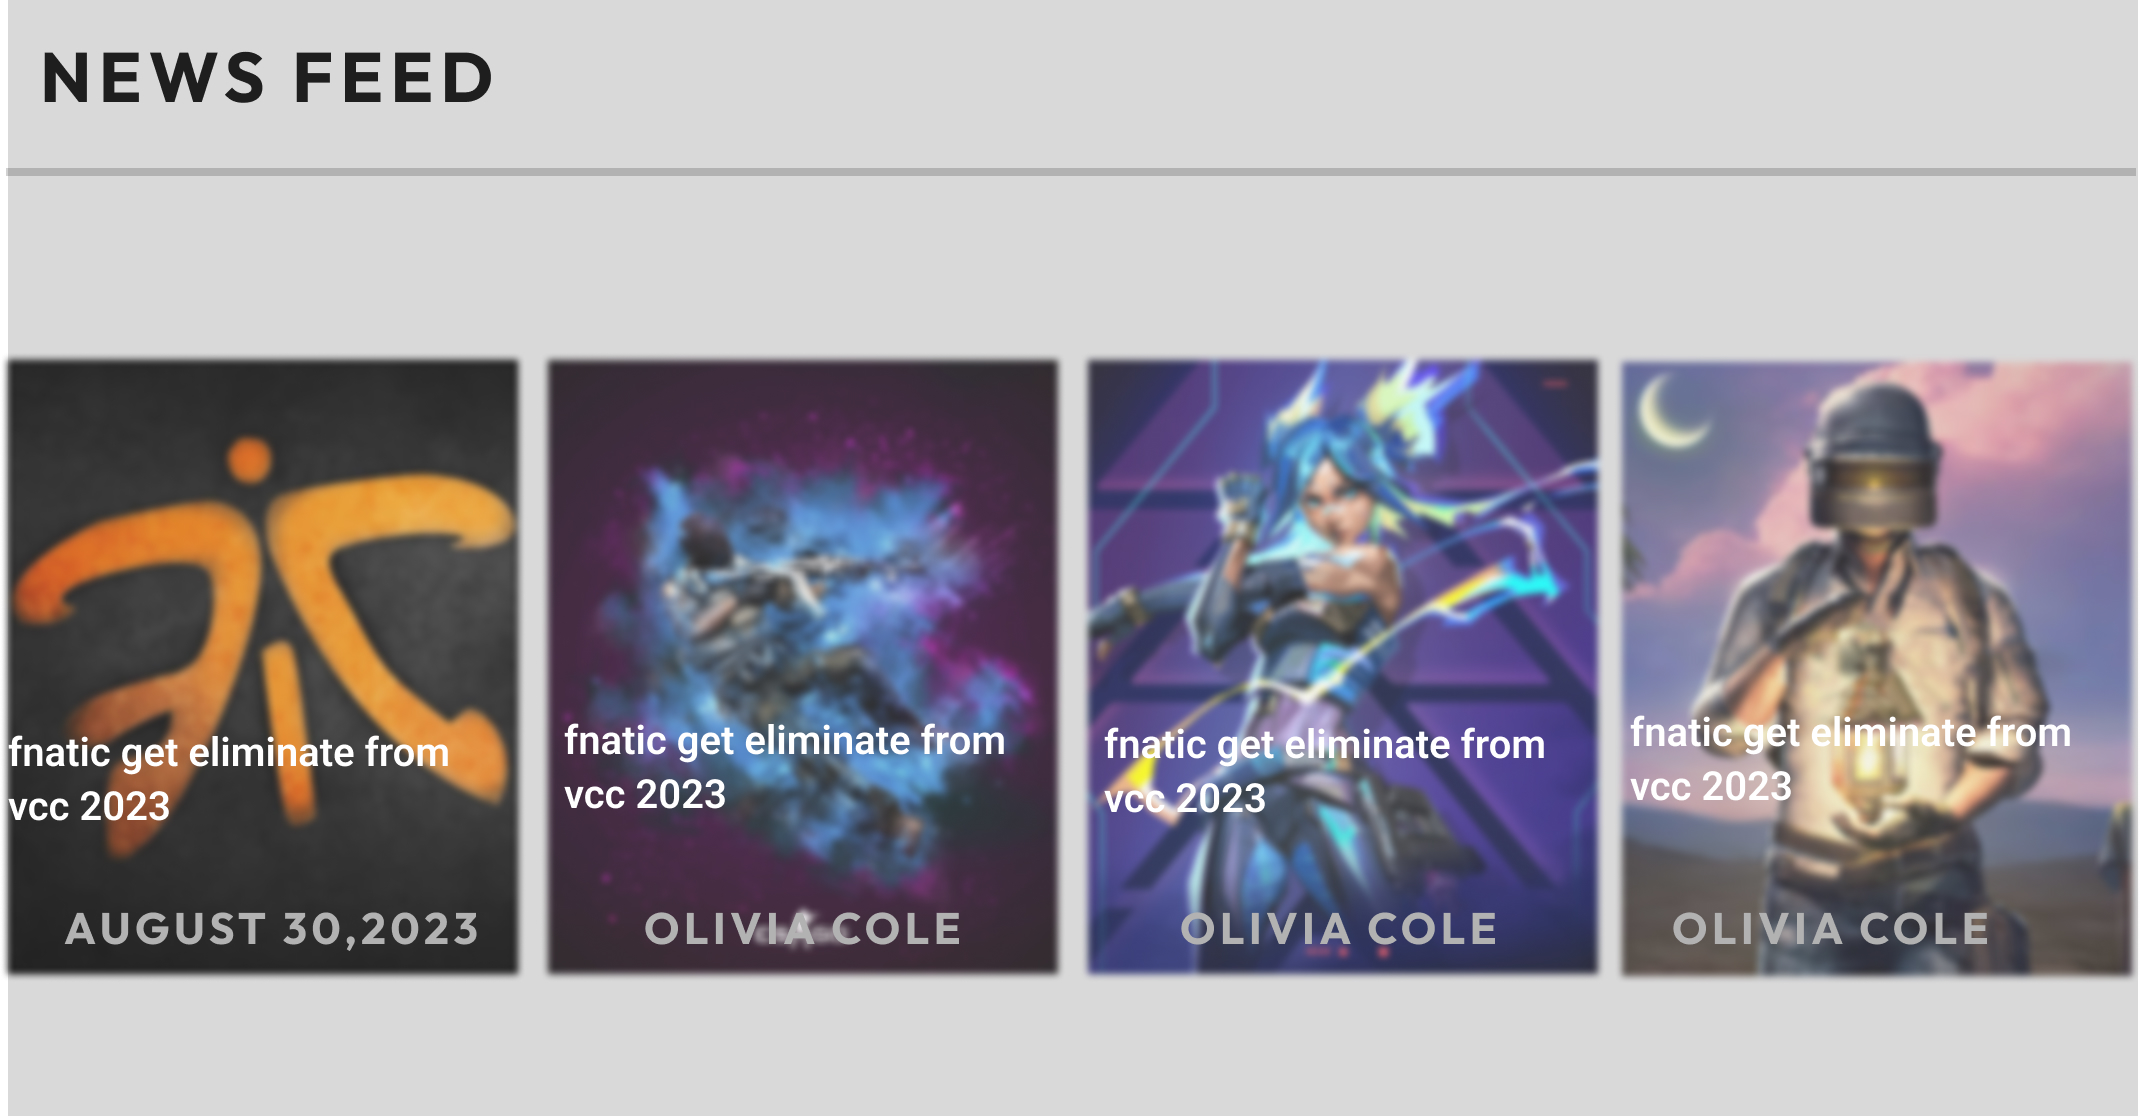 NEWS FEED
fnatic get eliminate from
vcc 2023
AUGUST 30,2023
fnatic get eliminate from
vcc 2023
OLIVIA COLE
fnatic get eliminate from
vcc 2023
OLIVIA COLE
fnatic get eliminate from
vcc 2023
OLIVIA COLE